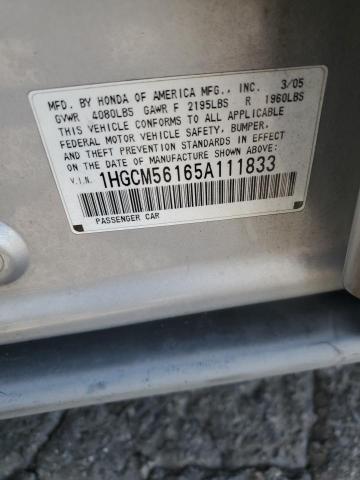 MFD. BY HONDA OF AMERICA MFG., INC. 3/05
GVWR 4080LBS GAWR F 2195LBS R 1960LBS
THIS VEHICLE CONFORMS TO ALL APPLICABLE
FEDERAL MOTOR VEHICLE SAFETY, BUMPER,
AND THEFT PREVENTION STANDARDS IN EFFECT
ON THE DATE OF MANUFACTURE SHOWN ABOVE.
V.I.N. 1HGCM56165A111833
PASSENGER CAR